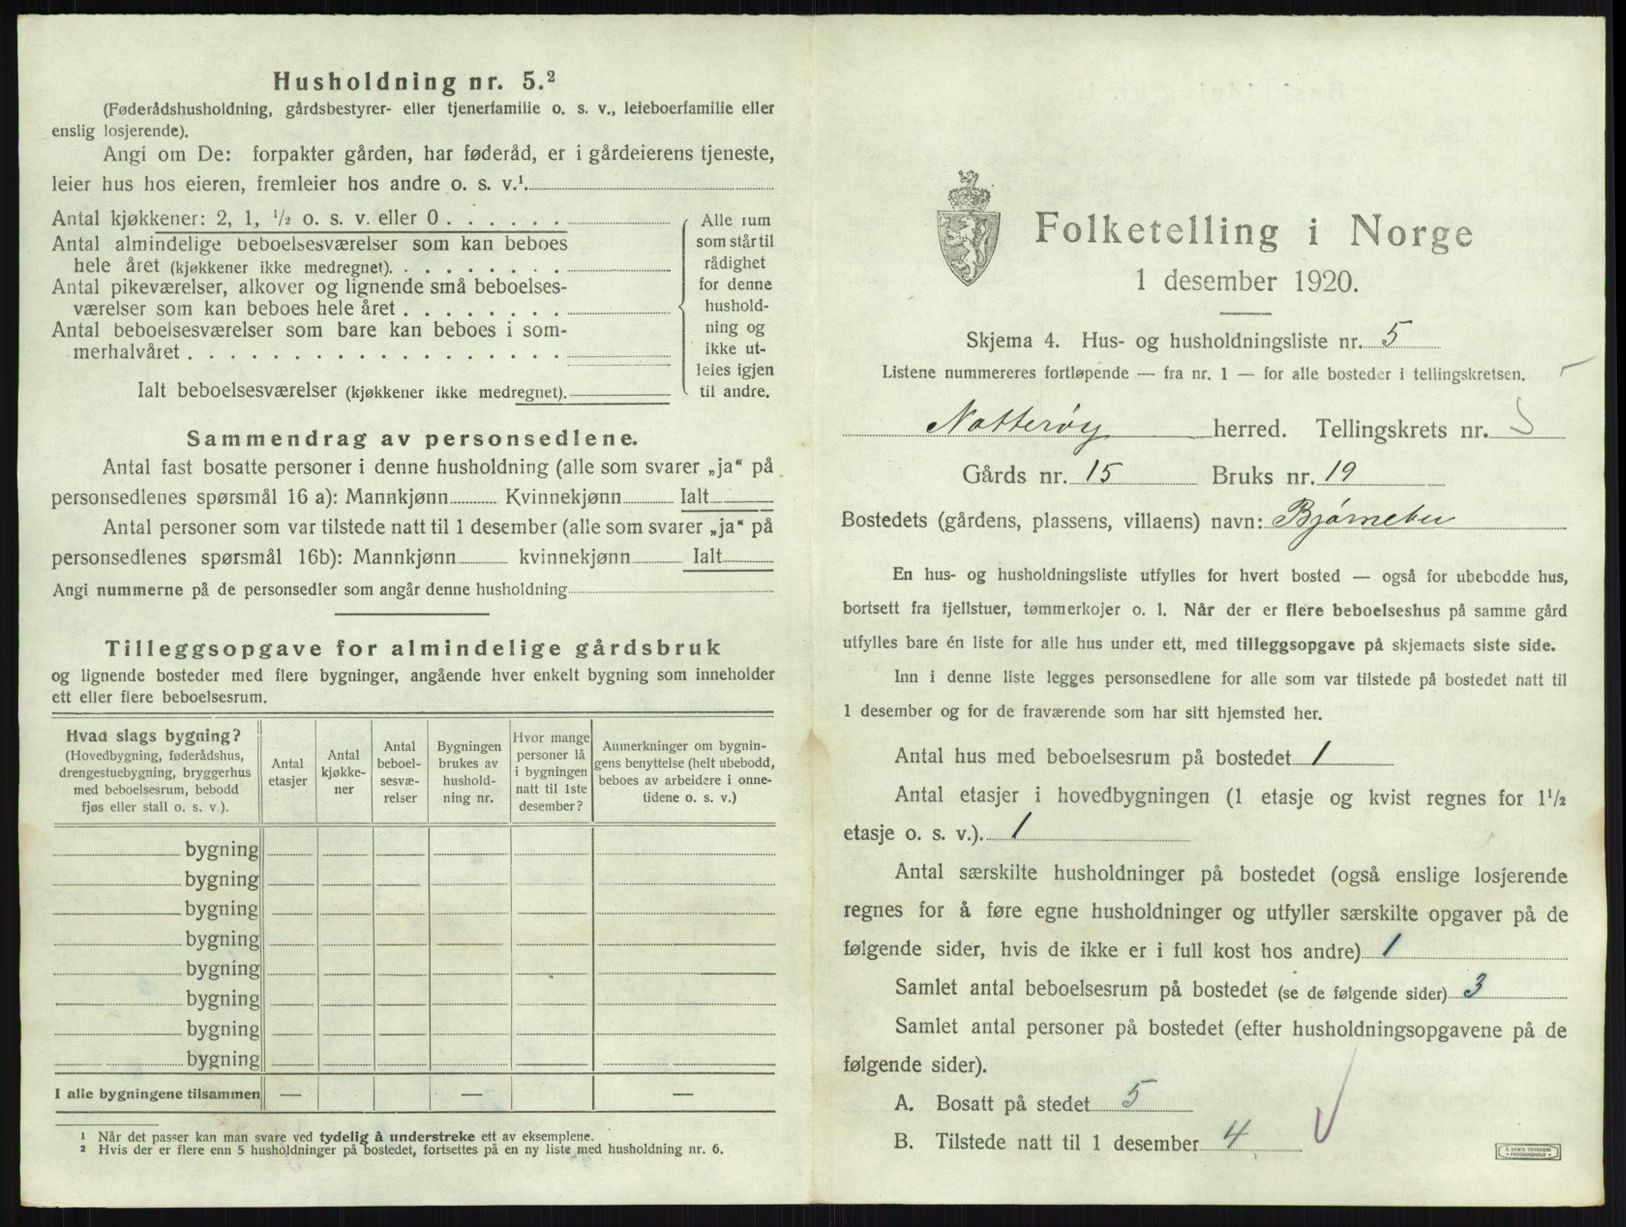 Husholdning nr. 5.²
(Føderådshusholdning, gårdsbestyrer- eller tjenerfamilie o. s. v., leieboerfamilie eller
enslig losjerende).
Angi om De: forpakter gården, har føderåd, er i gårdeierens tjeneste,
leier hus hos eieren, fremleier hos andre o. s. v.¹
Antal kjøkkener: 2, 1, ½ o. s. v. eller 0
Antal almindelige beboelsesværelser som kan beboes
hele året (kjøkkener ikke medregnet).
Antal pikeværelser, alkover og lignende små beboelses-
værelser som kan beboes hele året
Antal beboelsesværelser som bare kan beboes i som-
merhalvåret
Ialt beboelsesværelser (kjøkkener ikke medregnet).
Alle rum
som står til
rådighet
for denne
hushold-
ning og
ikke ut-
leies igjen
til andre.
Sammendrag av personsedlene.
Antal fast bosatte personer i denne husholdning (alle som svarer „ja“ på
personsedlenes spørsmål 16 a): Mannkjønn Kvinnekjønn Ialt
Antal personer som var tilstede natt til 1 desember (alle som svarer „ja“ på
personsedlenes spørsmål 16b): Mannkjønn kvinnekjønn Ialt
Angi nummerne på de personsedler som angår denne husholdning
Tilleggsopgave for almindelige gårdsbruk
og lignende bosteder med flere bygninger, angående hver enkelt bygning som inneholder
ett eller flere beboelsesrum.
Hvad slags bygning?
(Hovedbygning, føderådshus,
drengestuebygning, bryggerhus
med beboelsesrum, bebodd
fjøs eller stall o. s. v.).
Antal
etasjer
Antal
kjøkke-
ner
Antal
beboel-
sesvæ-
relser
Bygningen
brukes av
hushold-
ning nr.
Hvor mange
personer lå
i bygningen
natt til 1ste
desember?
Anmerkninger om bygnin-
gens benyttelse (helt ubebodd,
beboes av arbeidere i onne-
tidene o. s. v.)
bygning
bygning
bygning
bygning
bygning
bygning
bygning
bygning
I alle bygningene tilsammen — — —
¹ Når det passer kan man svare ved tydelig å understreke ett av eksemplene.
² Hvis der er flere enn 5 husholdninger på bostedet, fortsettes på en ny liste med husholdning nr. 6.
Folketelling i Norge
1 desember 1920.
Skjema 4. Hus- og husholdningsliste nr. 5
Listene nummereres fortløpende — fra nr. 1 — for alle bosteder i tellingskretsen.
Nøtterøy herred. Tellingskrets nr. 5
Gårds nr. 15 Bruks nr. 19
Bostedets (gårdens, plassens, villaens) navn: Bjørnebu
En hus- og husholdningsliste utfylles for hvert bosted — også for ubebodde hus,
bortsett fra fjellstuer, tømmerkojer o. l. Når der er flere beboelseshus på samme gård
utfylles bare én liste for alle hus under ett, med tilleggsopgave på skjemaets siste side.
Inn i denne liste legges personsedlene for alle som var tilstede på bostedet natt til
1 desember og for de fraværende som har sitt hjemsted her.
Antal hus med beboelsesrum på bostedet 1
Antal etasjer i hovedbygningen (1 etasje og kvist regnes for 1½
etasje o. s. v.). 1
Antal særskilte husholdninger på bostedet (også enslige losjerende
regnes for å føre egne husholdninger og utfyller særskilte opgaver på de
følgende sider, hvis de ikke er i full kost hos andre) 1
Samlet antal beboelsesrum på bostedet (se de følgende sider) 3
Samlet antal personer på bostedet (efter husholdningsopgavene på de
følgende sider).
A. Bosatt på stedet 5
B. Tilstede natt til 1 desember 4